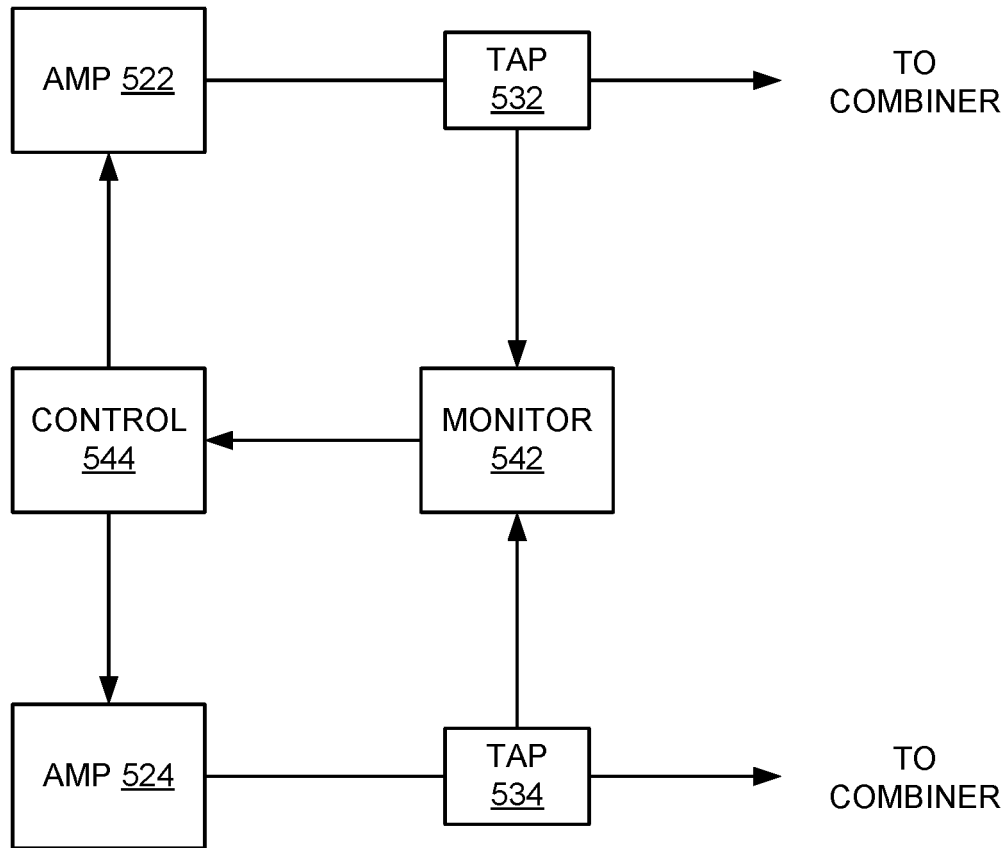 AMP 522
TAP
532
TO
COMBINER
CONTROL
544
MONITOR
542
AMP 524
TAP
534
TO
COMBINER